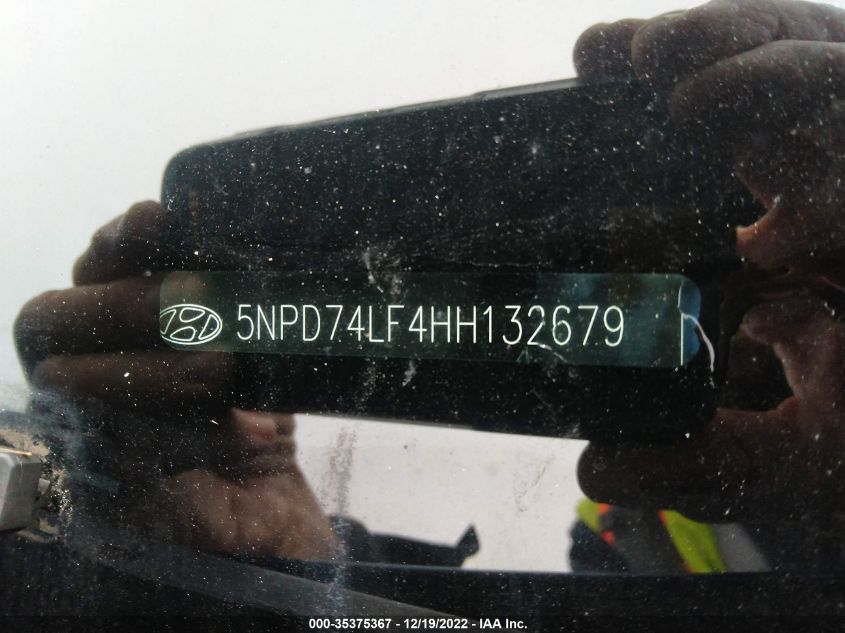 5NPD74LF4HH132679
000-35375367 - 12/19/2022 - IAA Inc.